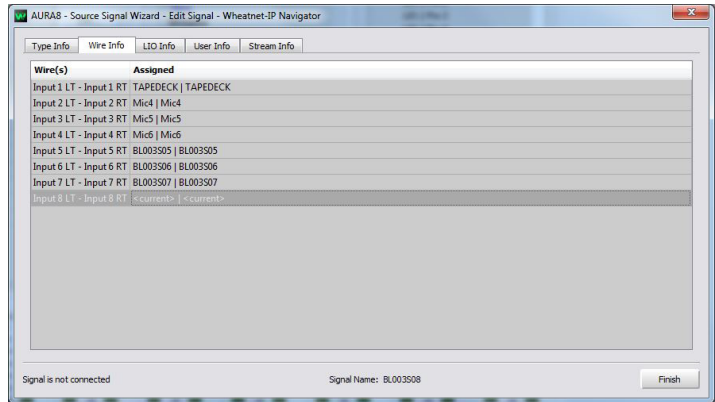 AURA8 - Source Signal Wizard - Edit Signal - Wheatnet-IP Navigator
Type Info Wire Info LIO Info User Info Stream Info
Wire(s) Assigned
Input 1 LT - Input 1 RT TAPEDECK | TAPEDECK
Input 2 LT - Input 2 RT Mic4 | Mic4
Input 3 LT - Input 3 RT Mic5 | Mic5
Input 4 LT - Input 4 RT Mic6 | Mic6
Input 5 LT - Input 5 RT BL003S05 | BL003S05
Input 6 LT - Input 6 RT BL003S06 | BL003S06
Input 7 LT - Input 7 RT BL003S07 | BL003S07
Input 8 LT - Input 8 RT <current> | <current>
Signal is not connected Signal Name: BL003S08 Finish